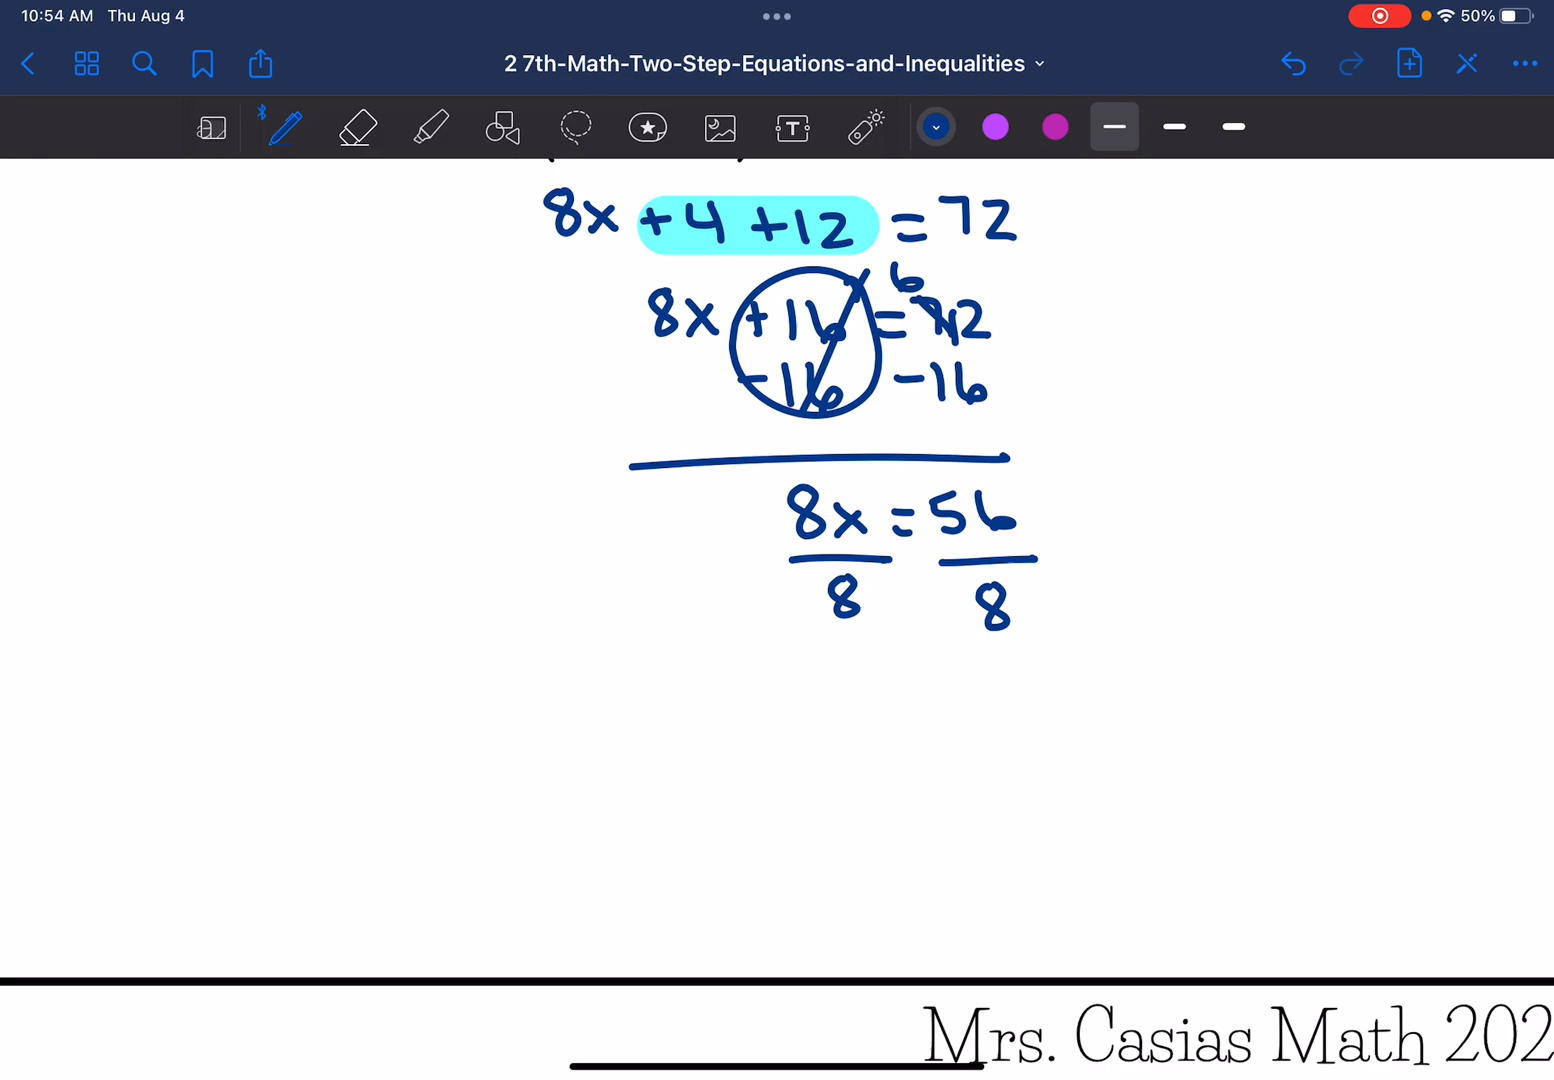 10:54 AM Thu Aug 4
50%
2 7th-Math-Two-Step-Equations-and-Inequalities
T
8x +4 +12 = 72
6
8x +16 = 72
-16 -16
8x = 56
8 8
Mrs. Casias Math 202